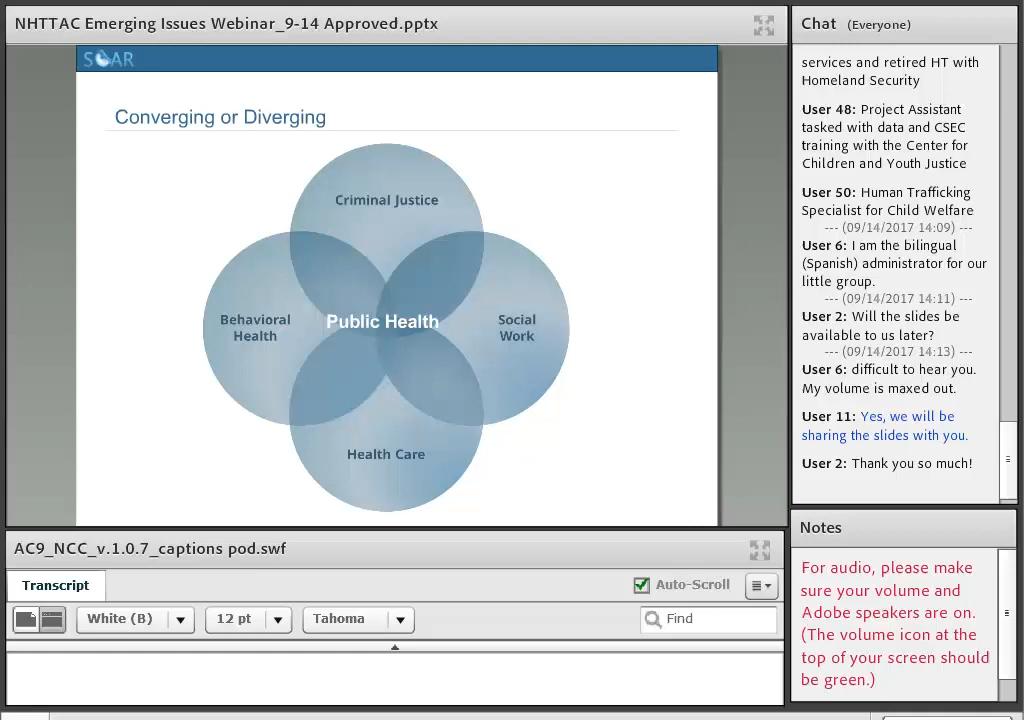 NHTTAC Emerging Issues Webinar_9-14 Approved.pptx
SOAR
Converging or Diverging
Criminal Justice
Behavioral
Health
Public Health
Social
Work
Health Care
AC9_NCC_v.1.0.7_captions pod.swf
Transcript
Auto-Scroll
White (B)
12 pt
Tahoma
Find
Chat (Everyone)
services and retired HT with
Homeland Security
User 48: Project Assistant
tasked with data and CSEC
training with the Center for
Children and Youth Justice
User 50: Human Trafficking
Specialist for Child Welfare
--- (09/14/2017 14:09) ---
User 6: I am the bilingual
(Spanish) administrator for our
little group.
--- (09/14/2017 14:11) ---
User 2: Will the slides be
available to us later?
--- (09/14/2017 14:13) ---
User 6: difficult to hear you.
My volume is maxed out.
User 11: Yes, we will be
sharing the slides with you.
User 2: Thank you so much!
Notes
For audio, please make
sure your volume and
Adobe speakers are on.
(The volume icon at the
top of your screen should
be green.)